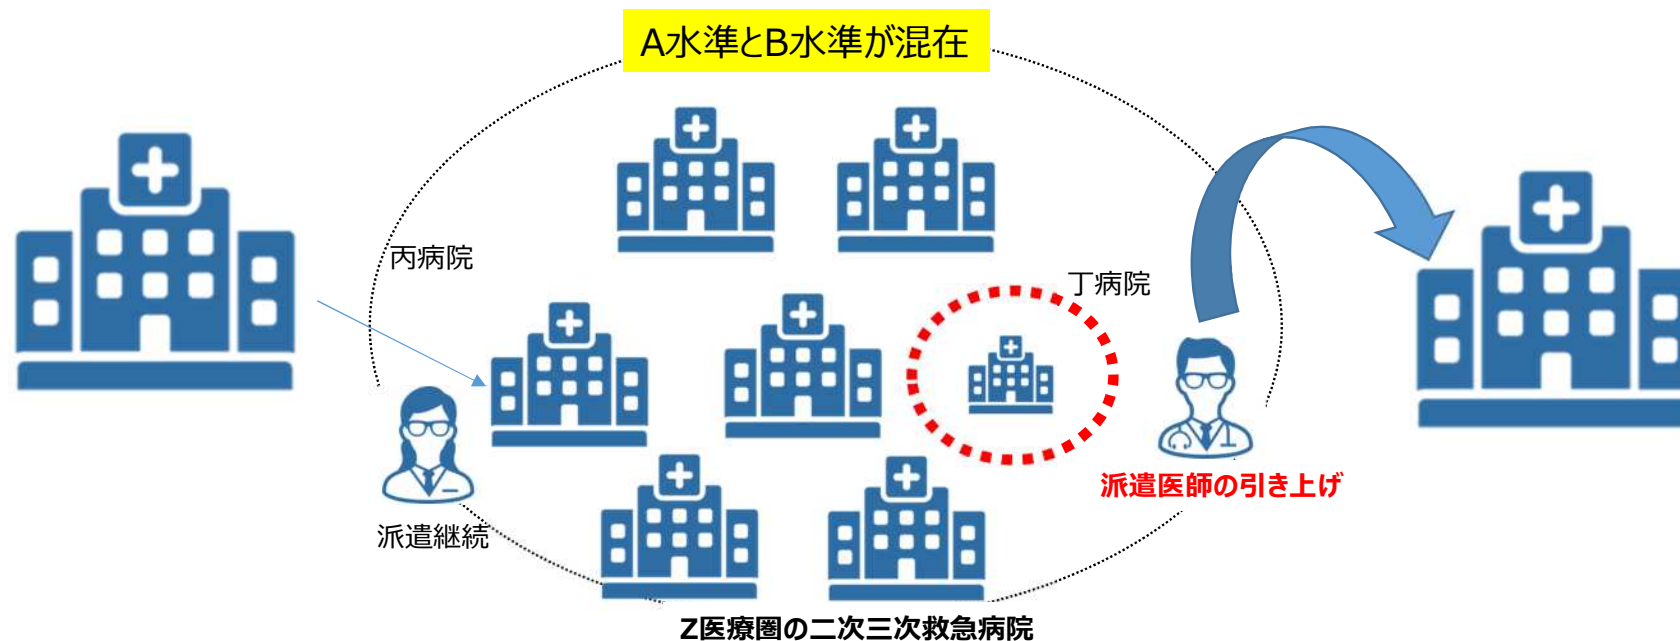 A水準とB水準が混在
丙病院
丁病院
派遣医師の引き上げ
派遣継続
Z医療圏の二次三次救急病院